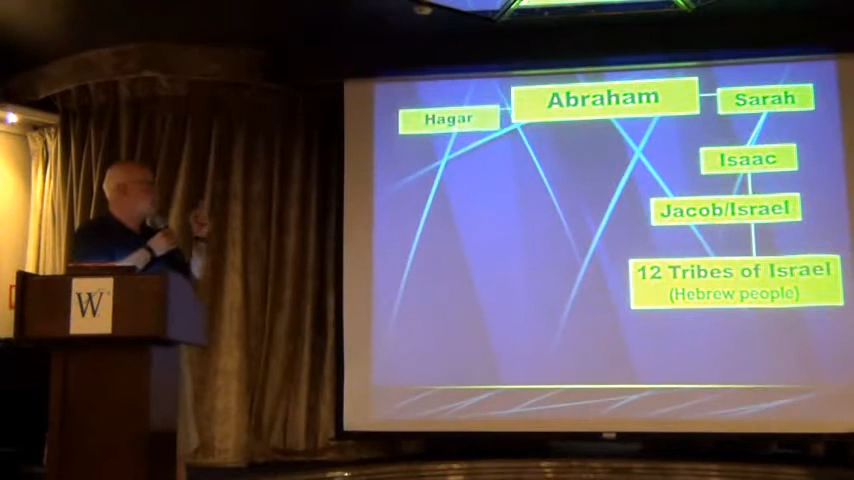 Hagar
Abraham
Sarah
Isaac
Jacob/Israel
12 Tribes of Israel
(Hebrew people)
W